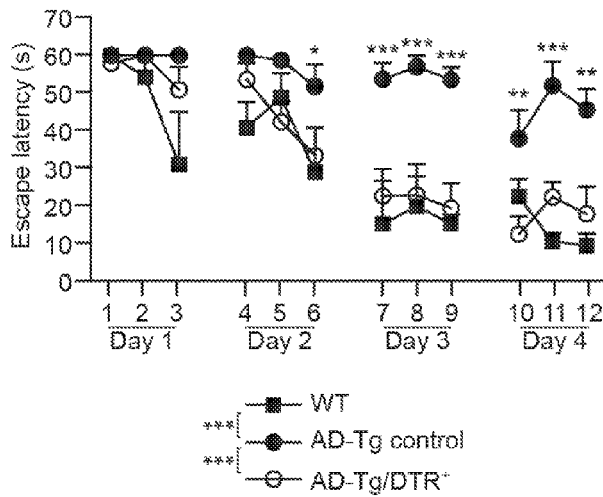 70
60
50
40
30
20
10
0
Escape latency (s)
*
*** *** ***
** *** **
1 2 3 4 5 6 7 8 9 10 11 12
Day 1 Day 2 Day 3 Day 4
WT
***
AD-Tg control
***
AD-Tg/DTR⁺